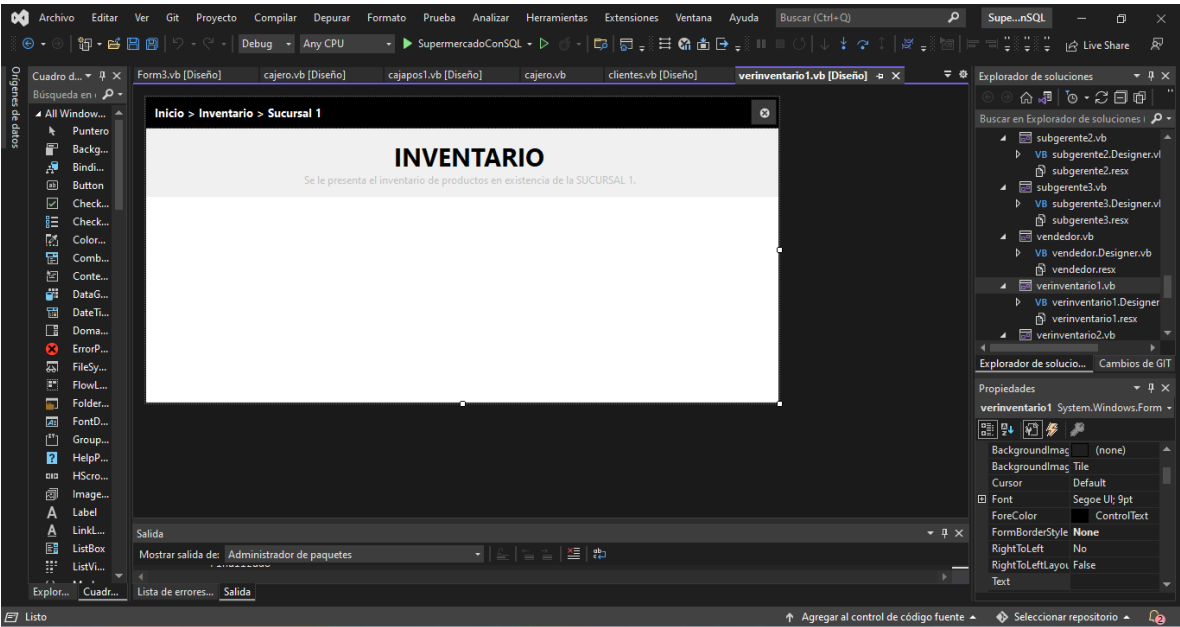 Archivo Editar Ver Git Proyecto Compilar Depurar Formato Prueba Analizar Herramientas Extensiones Ventana Ayuda Buscar (Ctrl+Q) Supe...nSQL
Debug Any CPU SupermercadoConSQL Live Share
Orígenes de datos
Cuadro d...
Búsqueda en
All Window...
Puntero
Backg...
Bindi...
Button
Check...
Check...
Color...
Comb...
Conte...
DataG...
DateTi...
Doma...
ErrorP...
FileSy...
FlowL...
Folder...
FontD...
Group...
HelpP...
HScro...
Image...
Label
LinkL...
ListBox
ListVi...
Explor... Cuadr...
Form3.vb [Diseño] cajero.vb [Diseño] cajapos1.vb [Diseño] cajero.vb clientes.vb [Diseño] verinventario1.vb [Diseño]
Inicio > Inventario > Sucursal 1
INVENTARIO
Se le presenta el inventario de productos en existencia de la SUCURSAL 1.
Salida
Mostrar salida de: Administrador de paquetes
Lista de errores... Salida
Explorador de soluciones
Buscar en Explorador de soluciones
subgerente2.vb
VB subgerente2.Designer.vl
subgerente2.resx
subgerente3.vb
VB subgerente3.Designer.vl
subgerente3.resx
vendedor.vb
VB vendedor.Designer.vb
vendedor.resx
verinventario1.vb
VB verinventario1.Designer
verinventario1.resx
verinventario2.vb
Explorador de solucio... Cambios de GIT
Propiedades
verinventario1 System.Windows.Form
BackgroundImag (none)
BackgroundImag Tile
Cursor Default
Font Segoe UI; 9pt
ForeColor ControlText
FormBorderStyle None
RightToLeft No
RightToLeftLayou False
Text
Listo Agregar al control de código fuente Seleccionar repositorio 2